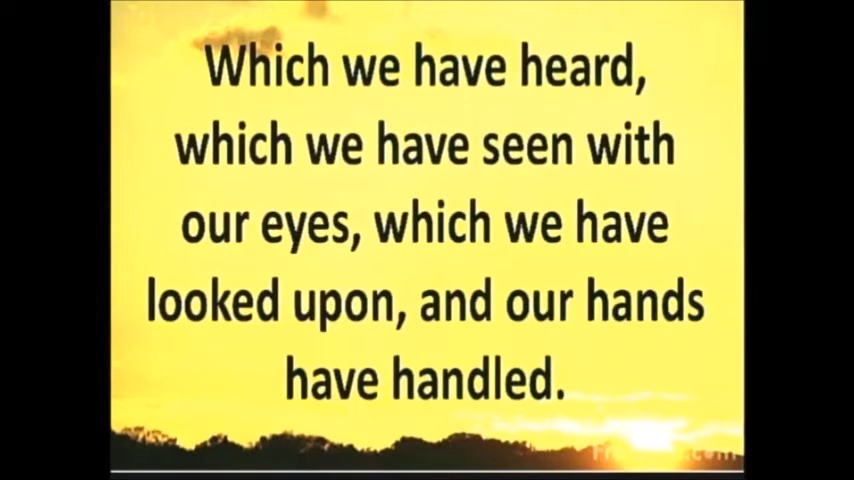 Which we have heard,
which we have seen with
our eyes, which we have
looked upon, and our hands
have handled.